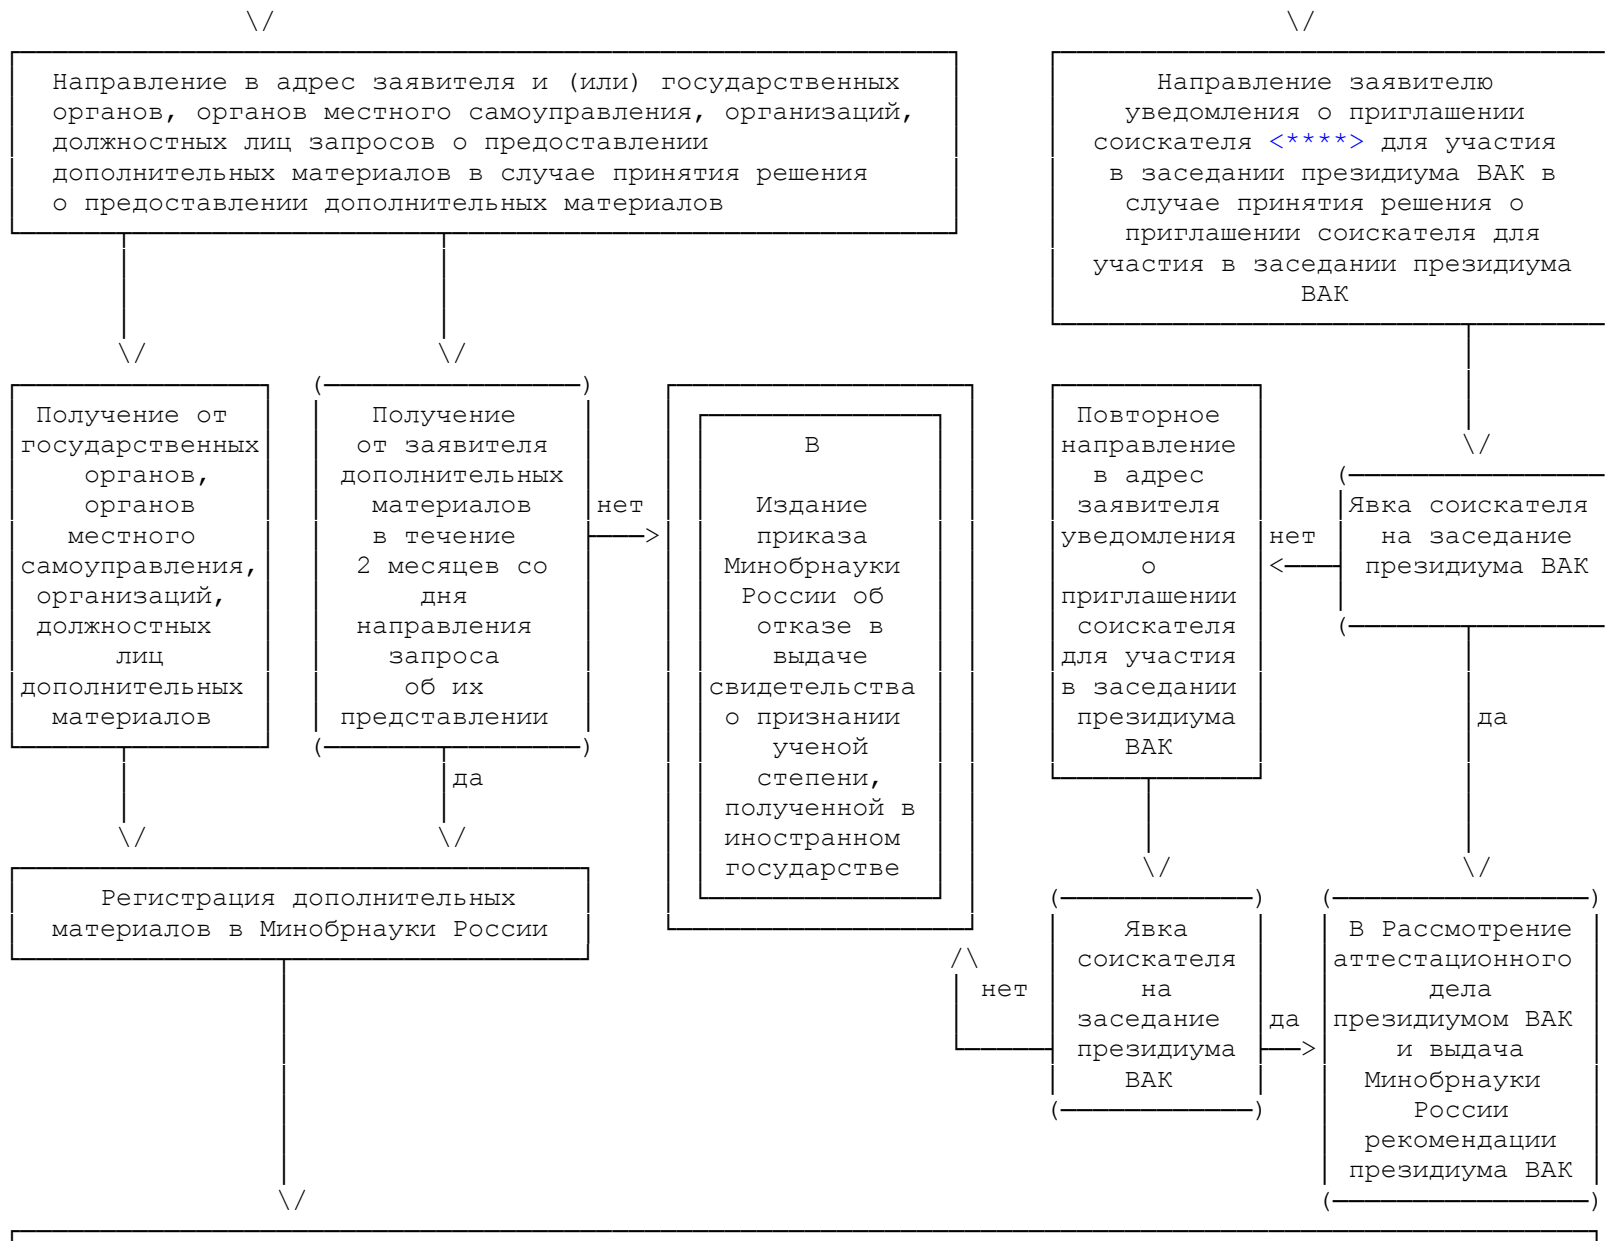 Направление в адрес заявителя и (или) государственных
органов, органов местного самоуправления, организаций,
должностных лиц запросов о предоставлении
дополнительных материалов в случае принятия решения
о предоставлении дополнительных материалов
Направление заявителю
уведомления о приглашении
соискателя <****> для участия
в заседании президиума ВАК в
случае принятия решения о
приглашении соискателя для
участия в заседании президиума
ВАК
Получение от
государственных
органов,
органов
местного
самоуправления,
организаций,
должностных
лиц
дополнительных
материалов
Получение
от заявителя
дополнительных
материалов
в течение
2 месяцев со
дня
направления
запроса
об их
представлении
нет
да
В
Издание
приказа
Минобрнауки
России об
отказе в
выдаче
свидетельства
о признании
ученой
степени,
полученной в
иностранном
государстве
Повторное
направление
в адрес
заявителя
уведомления
о
приглашении
соискателя
для участия
в заседании
президиума
ВАК
нет
Явка соискателя
на заседание
президиума ВАК
да
Регистрация дополнительных
материалов в Минобрнауки России
нет
Явка
соискателя
на
заседание
президиума
ВАК
да
В Рассмотрение
аттестационного
дела
президиумом ВАК
и выдача
Минобрнауки
России
рекомендации
президиума ВАК